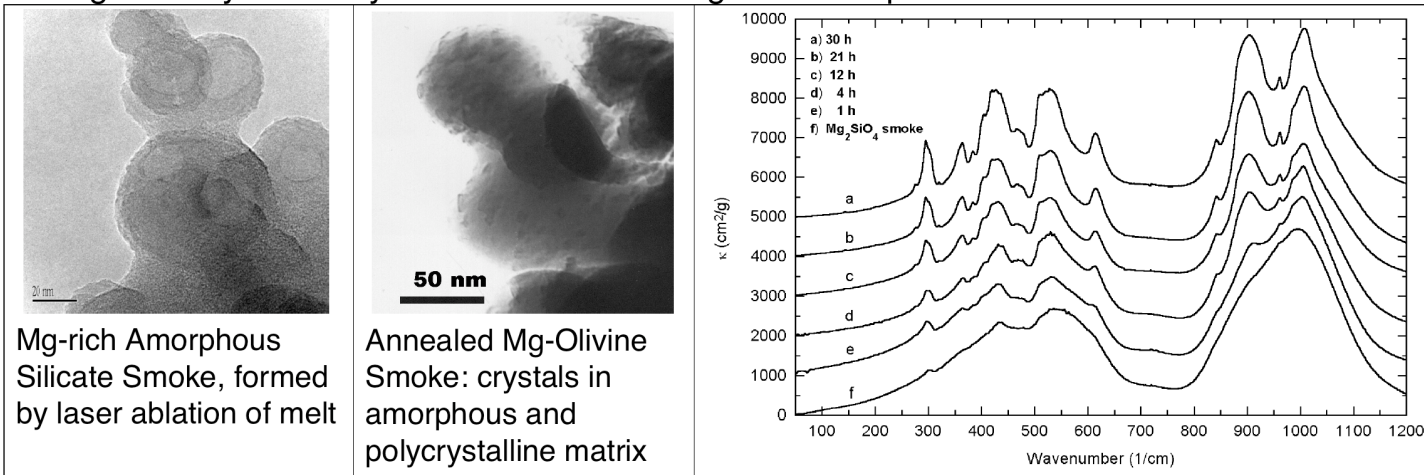 20 nm
Mg-rich Amorphous
Silicate Smoke, formed
by laser ablation of melt
50 nm
Annealed Mg-Olivine
Smoke: crystals in
amorphous and
polycrystalline matrix
10000
9000
8000
7000
6000
5000
4000
3000
2000
1000
0
κ (cm²/g)
a) 30 h
b) 21 h
c) 12 h
d) 4 h
e) 1 h
f) Mg₂SiO₄ smoke
a
b
c
d
e
f
100 200 300 400 500 600 700 800 900 1000 1100 1200
Wavenumber (1/cm)